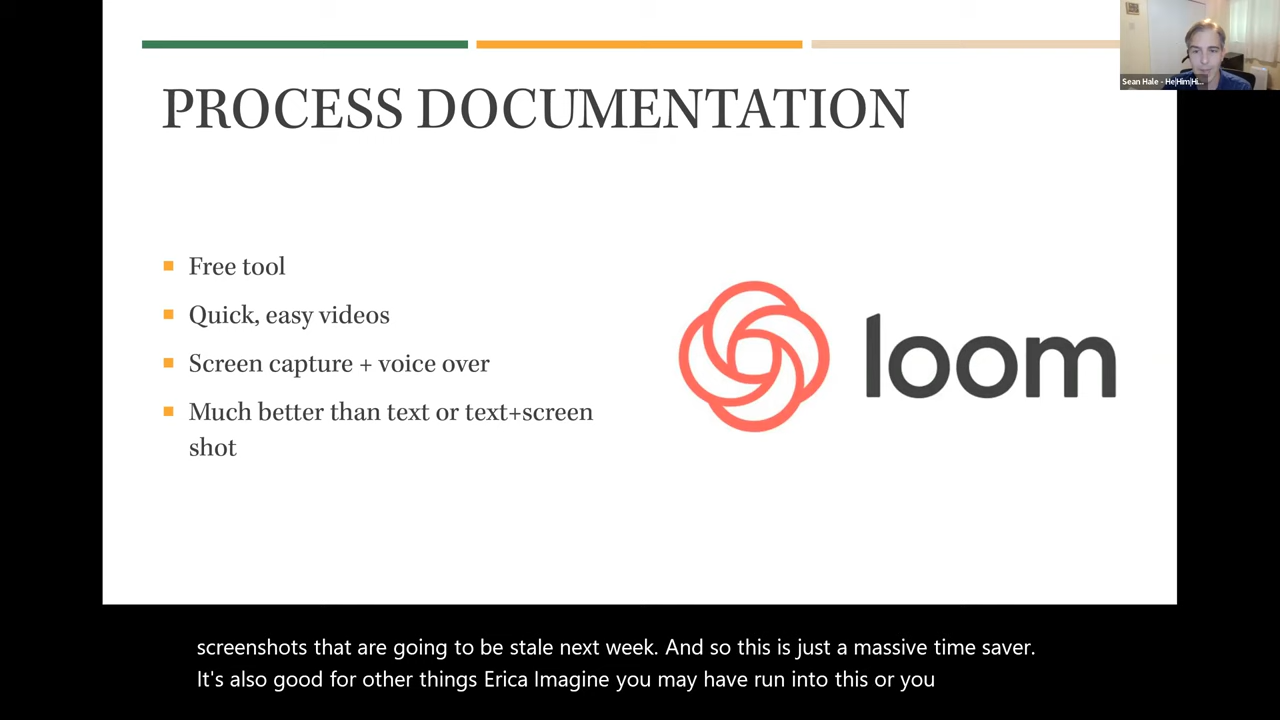 Sean Hale - He|Him|Hi...
PROCESS DOCUMENTATION
Free tool
Quick, easy videos
Screen capture + voice over
Much better than text or text+screen
shot
loom
screenshots that are going to be stale next week. And so this is just a massive time saver.
It's also good for other things Erica Imagine you may have run into this or you